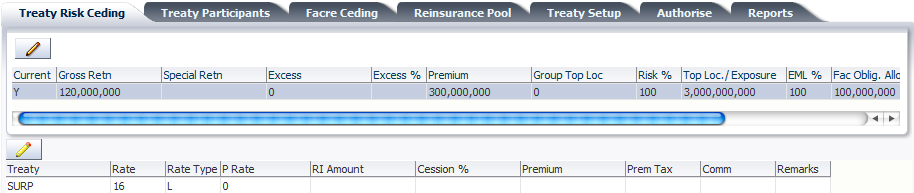 Treaty Risk Ceding Treaty Participants Facre Ceding Reinsurance Pool Treaty Setup Authorise Reports
Current Gross Retn Special Retn Excess Excess % Premium Group Top Loc Risk % Top Loc./ Exposure EML % Fac Oblig. Allo
Y 120,000,000 0 300,000,000 0 100 3,000,000,000 100 100,000,000
Treaty Rate Rate Type P Rate RI Amount Cession % Premium Prem Tax Comm Remarks
SURP 16 L 0